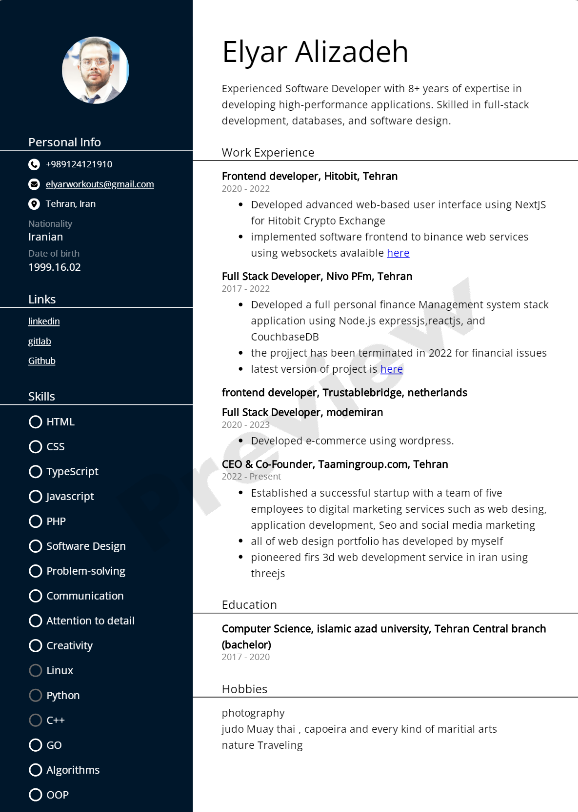 Personal Info
+989124121910
elyarworkouts@gmail.com
Tehran, Iran
Nationality
Iranian
Date of birth
1999.16.02
Links
linkedin
gitlab
Github
Skills
HTML
CSS
TypeScript
Javascript
PHP
Software Design
Problem-solving
Communication
Attention to detail
Creativity
Linux
Python
C++
GO
Algorithms
OOP
Elyar Alizadeh
Experienced Software Developer with 8+ years of expertise in
developing high-performance applications. Skilled in full-stack
development, databases, and software design.
Work Experience
Frontend developer, Hitobit, Tehran
2020 - 2022
Developed advanced web-based user interface using NextJS
for Hitobit Crypto Exchange
implemented software frontend to binance web services
using websockets avalaible here
Full Stack Developer, Nivo PFm, Tehran
2017 - 2022
Developed a full personal finance Management system stack
application using Node.js expressjs,reactjs, and
CouchbaseDB
the projject has been terminated in 2022 for financial issues
latest version of project is here
frontend developer, Trustablebridge, netherlands
Full Stack Developer, modemiran
2020 - 2023
Developed e-commerce using wordpress.
CEO & Co-Founder, Taamingroup.com, Tehran
2022 - Present
Established a successful startup with a team of five
employees to digital marketing services such as web desing,
application development, Seo and social media marketing
all of web design portfolio has developed by myself
pioneered firs 3d web development service in iran using
threejs
Education
Computer Science, islamic azad university, Tehran Central branch
(bachelor)
2017 - 2020
Hobbies
photography
judo Muay thai , capoeira and every kind of maritial arts
nature Traveling
preview